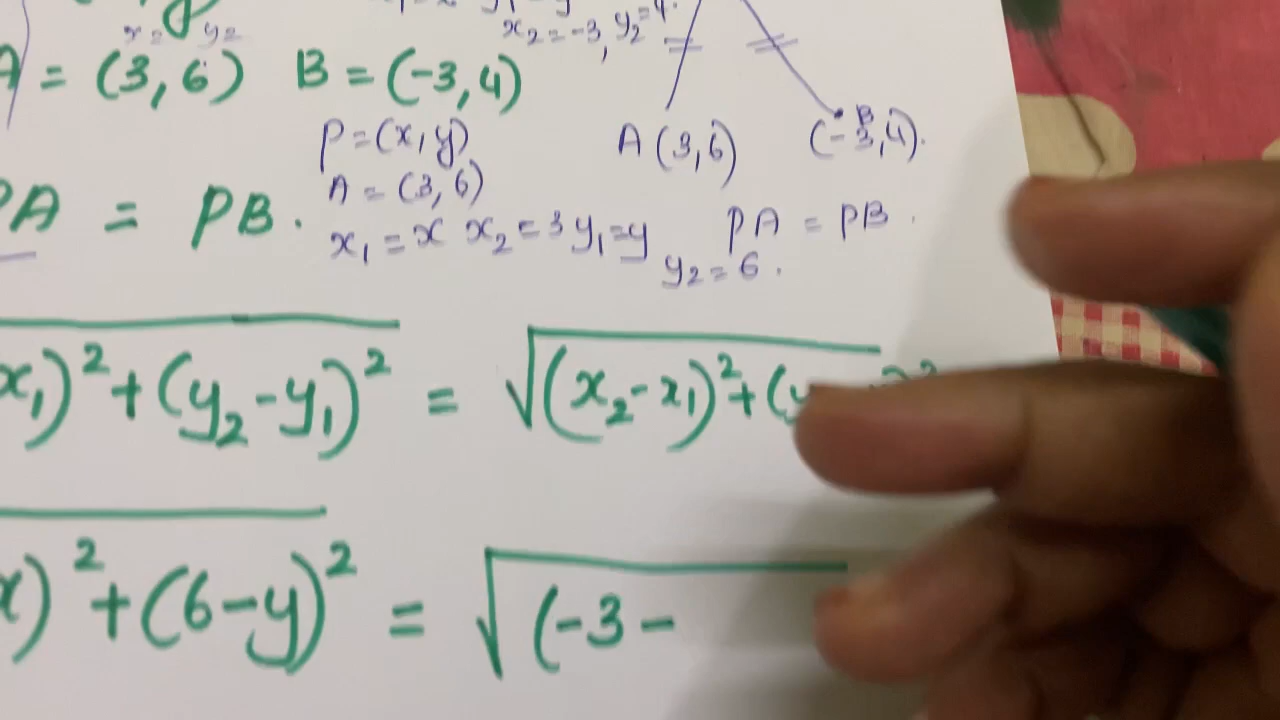 x₂ = -3, y₂ = 4.
A = (3, 6) B = (-3, 4)
P = (x, y)
A (3, 6) B (-3, 4).
A = (3, 6)
PA = PB.
x₁ = x x₂ = 3 y₁ = y
PA = PB.
y₂ = 6.
x₁)² + (y₂ - y₁)² = √(x₂ - x₁)² + (y
x)² + (6 - y)² = √(-3 -